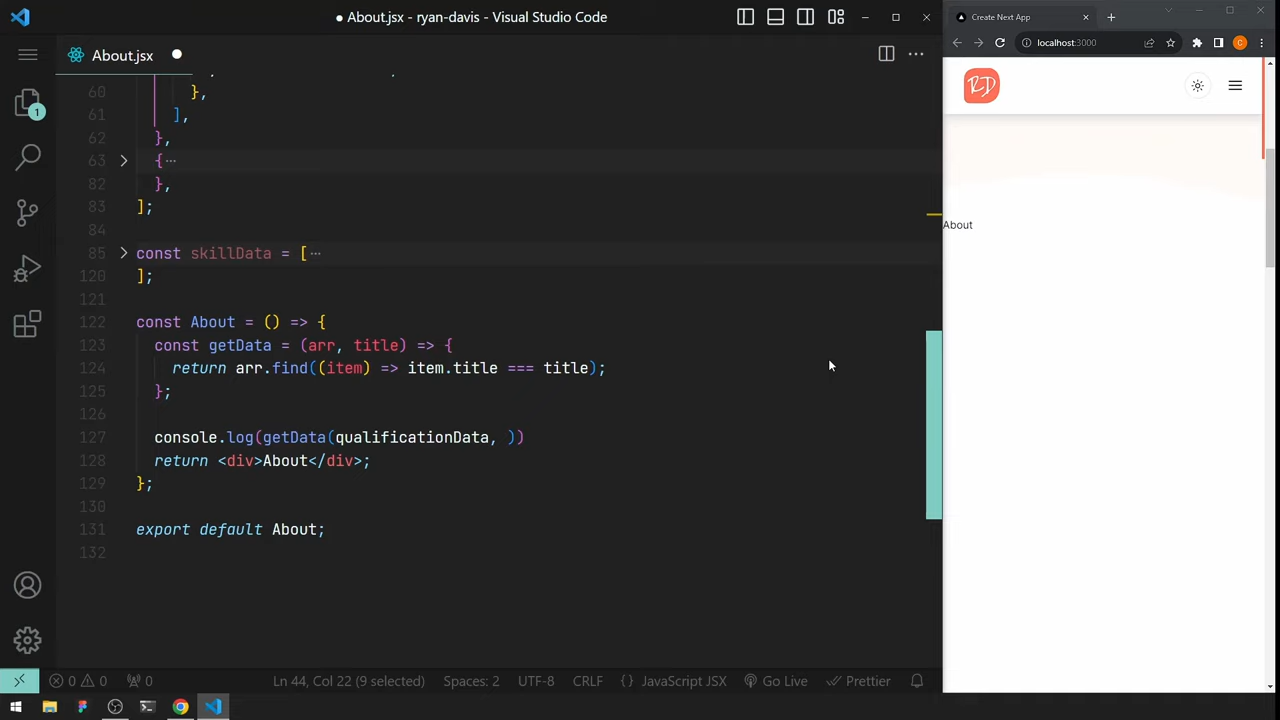 ● About.jsx - ryan-davis - Visual Studio Code
About.jsx
60 },
61 ],
62 },
63 {···
82 },
83 ];
84
85 const skillData = [···
120 ];
121
122 const About = () => {
123 const getData = (arr, title) => {
124 return arr.find((item) => item.title === title);
125 };
126
127 console.log(getData(qualificationData, ))
128 return <div>About</div>;
129 };
130
131 export default About;
132
1
0 0 0 Ln 44, Col 22 (9 selected) Spaces: 2 UTF-8 CRLF {} JavaScript JSX Go Live Prettier
Create Next App
localhost:3000
C
RD
About